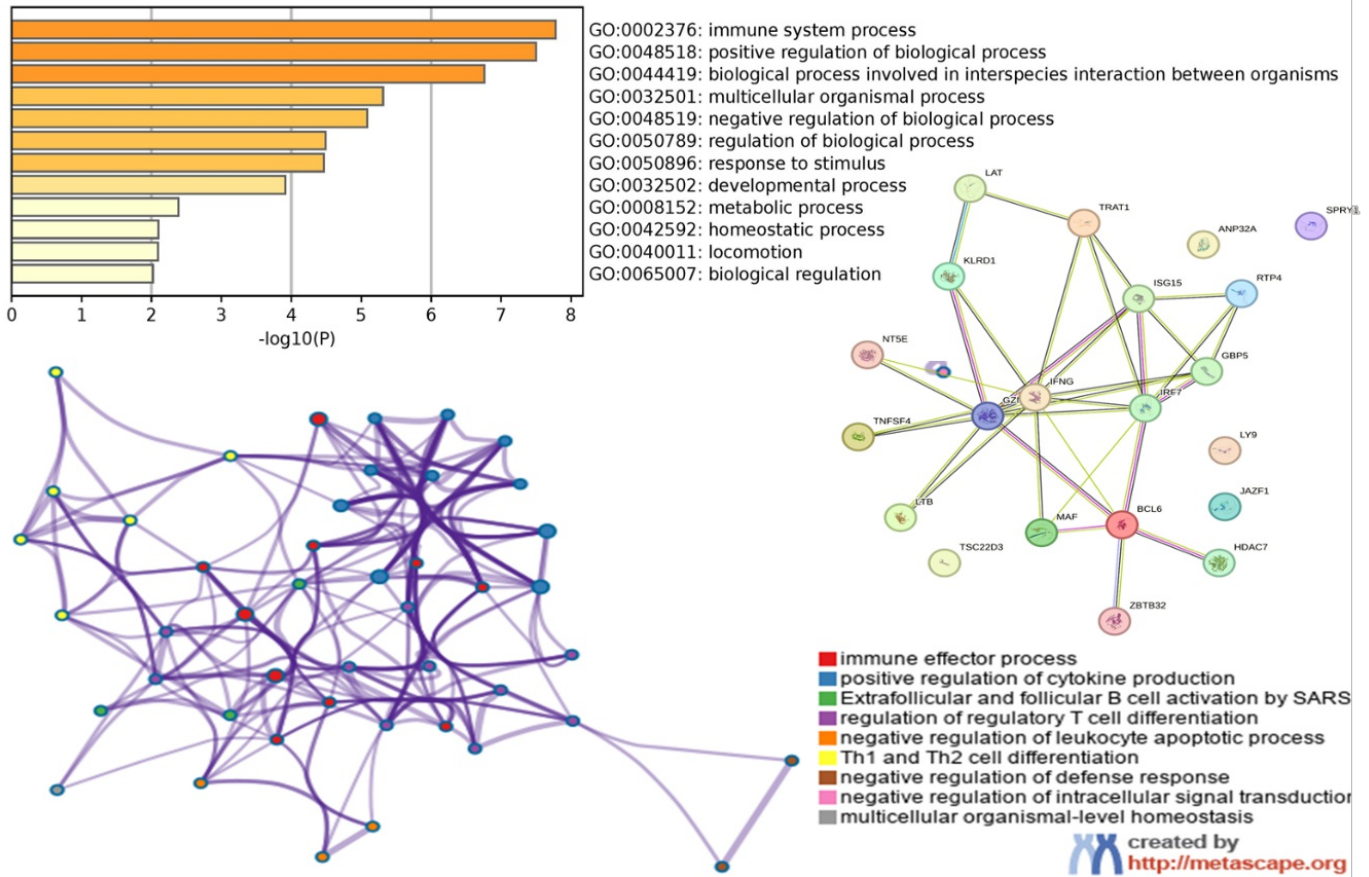 GO:0002376: immune system process
GO:0048518: positive regulation of biological process
GO:0044419: biological process involved in interspecies interaction between organisms
GO:0032501: multicellular organismal process
GO:0048519: negative regulation of biological process
GO:0050789: regulation of biological process
GO:0050896: response to stimulus
GO:0032502: developmental process
GO:0008152: metabolic process
GO:0042592: homeostatic process
GO:0040011: locomotion
GO:0065007: biological regulation
0 1 2 3 4 5 6 7 8
-log10(P)
LAT
TRAT1
SPRY
ANP32A
KLRD1
ISG15
RTP4
NT5E
GBP5
IFNG
IRF7
TNFSF4
LY9
LTB
JAZF1
MAF
BCL6
TSC22D3
HDAC7
ZBTB32
immune effector process
positive regulation of cytokine production
Extrafollicular and follicular B cell activation by SARS
regulation of regulatory T cell differentiation
negative regulation of leukocyte apoptotic process
Th1 and Th2 cell differentiation
negative regulation of defense response
negative regulation of intracellular signal transduction
multicellular organismal-level homeostasis
created by
http://metascape.org